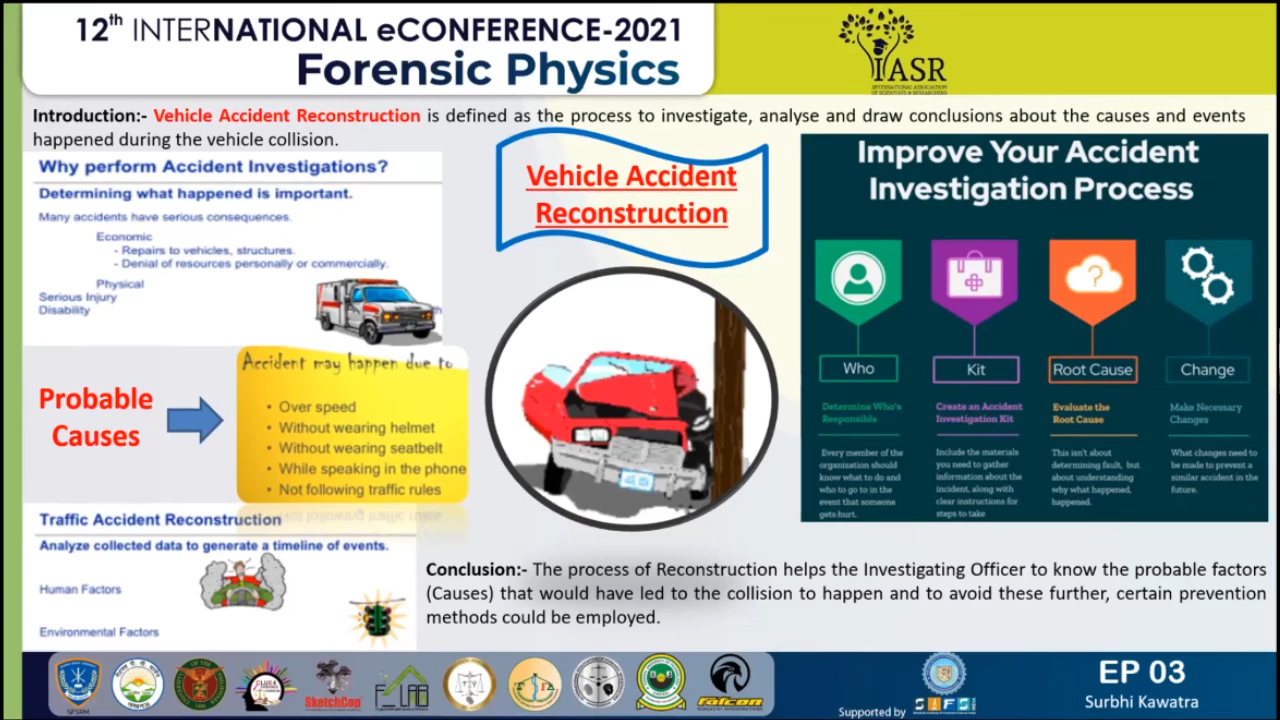 12th INTERNATIONAL eCONFERENCE-2021
Forensic Physics
IASR
INTERNATIONAL ASSOCIATION
OF SCIENTISTS & RESEARCHERS
Introduction:- Vehicle Accident Reconstruction is defined as the process to investigate, analyse and draw conclusions about the causes and events
happened during the vehicle collision.
Why perform Accident Investigations?
Determining what happened is important.
Many accidents have serious consequences.
Economic
- Repairs to vehicles, structures.
- Denial of resources personally or commercially.
Physical
Serious Injury
Disability
th
Probable
Causes
Accident may happen due to
• Over speed
• Without wearing helmet
• Without wearing seatbelt
• While speaking in the phone
• Not following traffic rules
Traffic Accident Reconstruction
Analyze collected data to generate a timeline of events.
Human Factors
Environmental Factors
Vehicle Accident
Reconstruction
Improve Your Accident
Investigation Process
Who
Determine Who's
Responsible
Every member of the
organization should
know what to do and
who to go to in the
event that someone
gets hurt.
Kit
Create an Accident
Investigation Kit
Include the materials
you need to gather
information about the
incident, along with
clear instructions for
steps to take
Root Cause
Evaluate the
Root Cause
This isn't about
determining fault, but
about understanding
why what happened,
happened.
Change
Make Necessary
Changes
What changes need to
be made to prevent a
similar accident in the
future.
Conclusion:- The process of Reconstruction helps the Investigating Officer to know the probable factors
(Causes) that would have led to the collision to happen and to avoid these further, certain prevention
methods could be employed.
SketchCop
F-LAB
Falcon
Supported by
SIFS
EP 03
Surbhi Kawatra